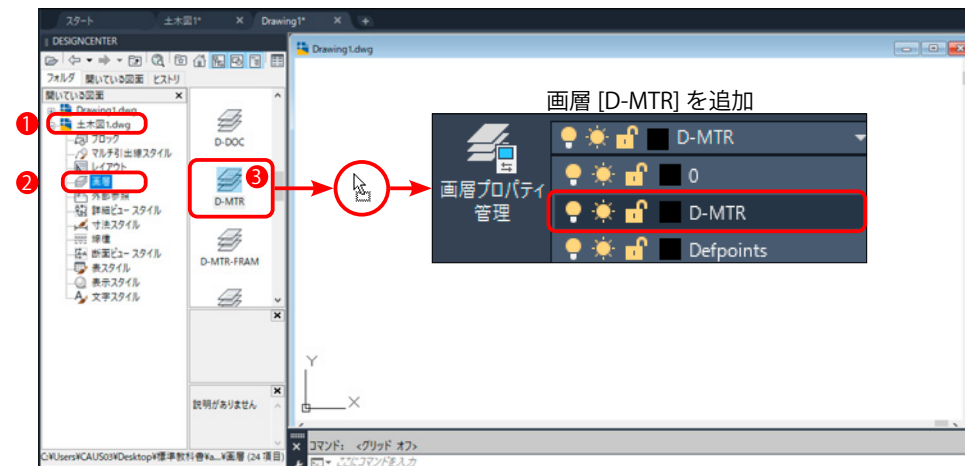 スタート 土木図1* × Drawing1* × +
DESIGNCENTER
フォルダ 開いている図面 ヒストリ
開いている図面 ×
Drawing1.dwg
1 土木図1.dwg
ブロック
マルチ引出線スタイル
レイアウト
2 画層
外部参照
詳細ビュースタイル
寸法スタイル
線種
断面ビュースタイル
表スタイル
表示スタイル
文字スタイル
D-DOC
D-MTR 3
D-MTR-FRAM
説明がありません
C:¥Users¥CAUS03¥Desktop¥標準教科書¥a...¥画層 (24 項目)
Drawing1.dwg
画層 [D-MTR] を追加
画層プロパティ
管理
D-MTR
0
D-MTR
Defpoints
Y
X
× コマンド: <グリッド オフ>
ここにコマンドを入力